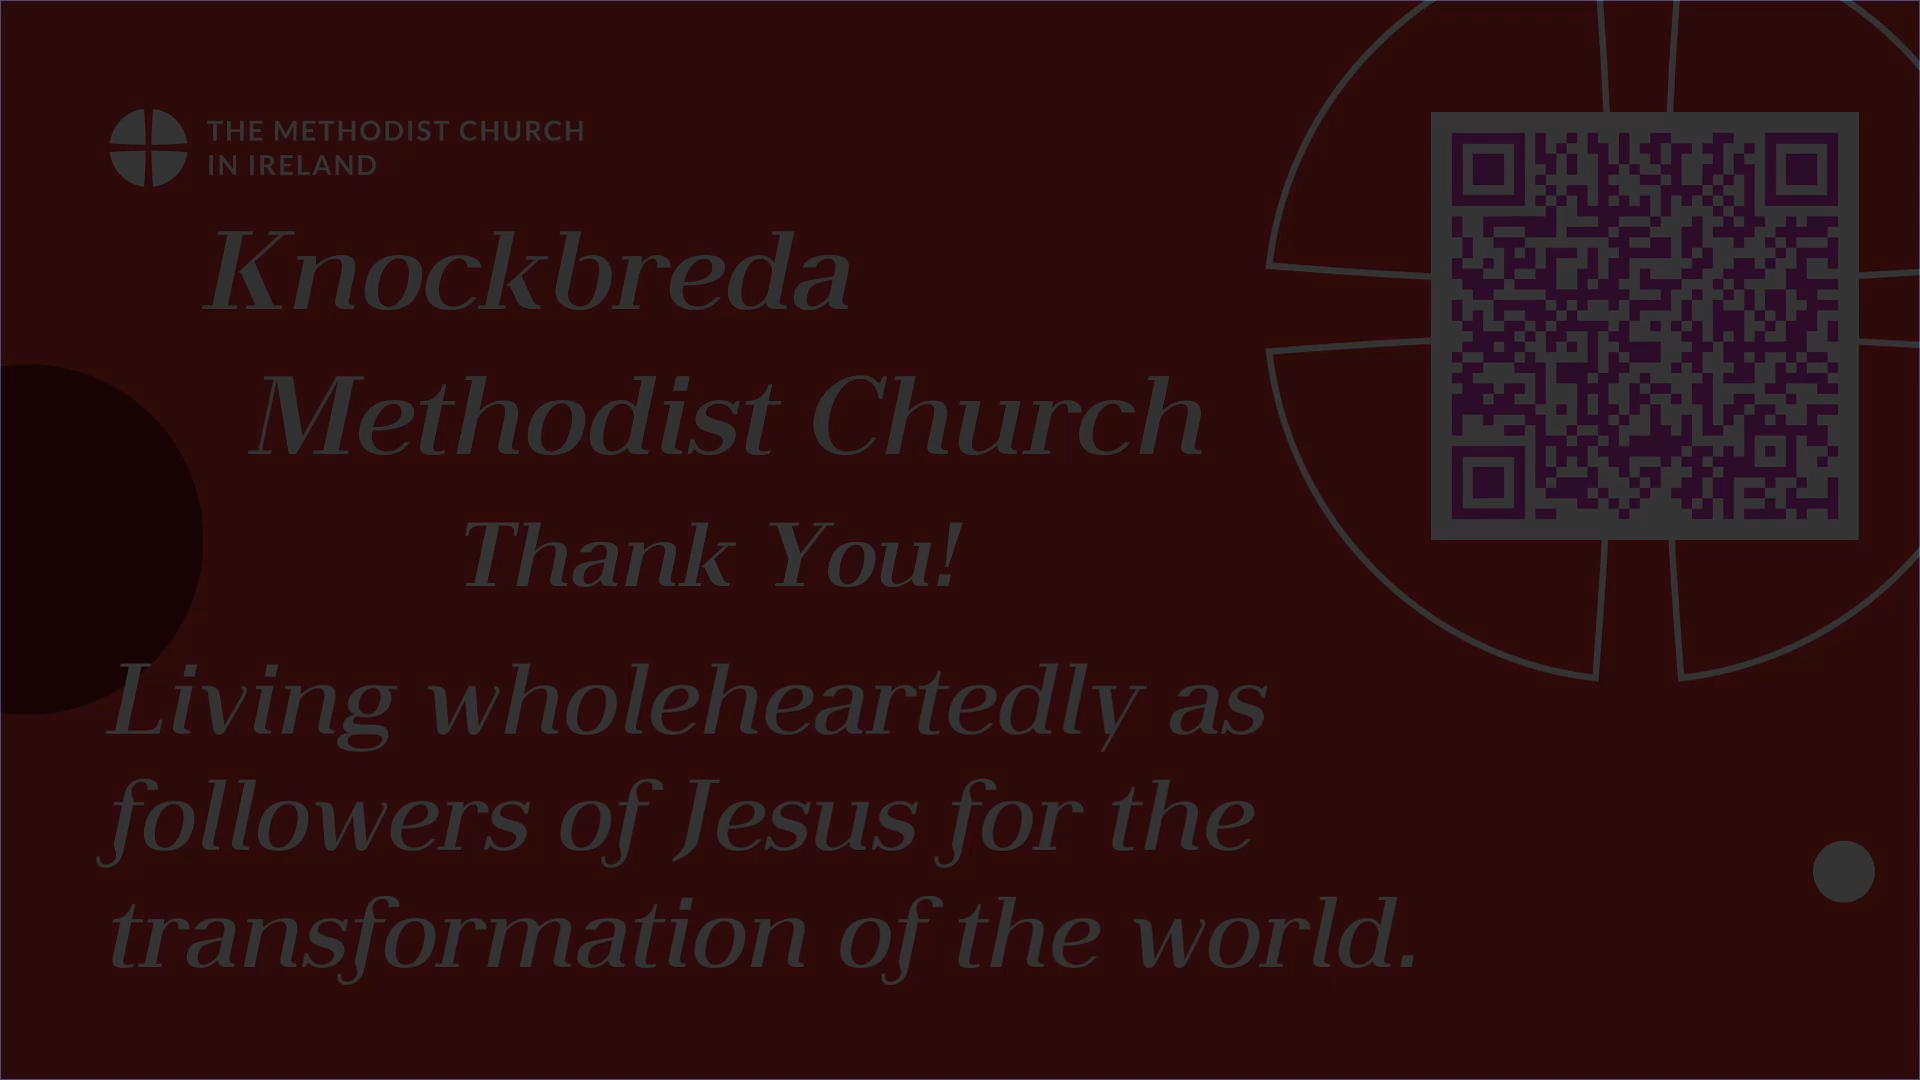 THE METHODIST CHURCH
IN IRELAND
Knockbreda
Methodist Church
Thank You!
Living wholeheartedly as
followers of Jesus for the
transformation of the world.